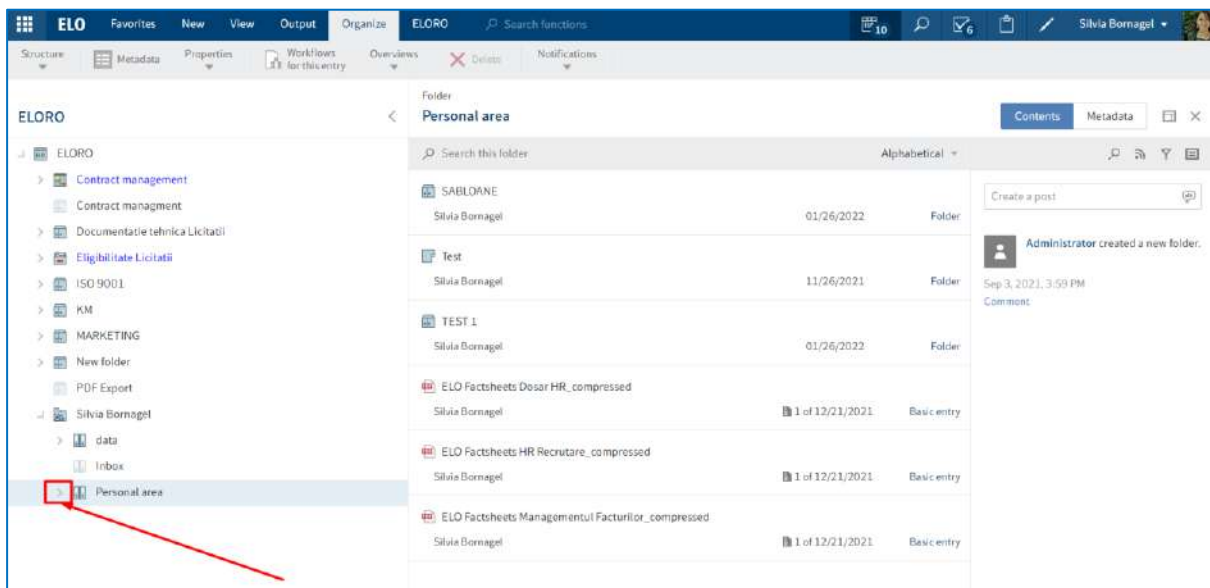 ELO Favorites New View Output Organize ELORO Search functions 10 6 Silvia Bornagel
Structure Metadata Properties Workflows for this entry Overviews Delete Notifications
ELORO
ELORO
Contract management
Contract managment
Documentatie tehnica Licitatii
Eligibilitate Licitatii
ISO 9001
KM
MARKETING
New folder
PDF Export
Silvia Bornagel
data
Inbox
Personal area
Folder
Personal area
Contents Metadata
Search this folder Alphabetical
SABLOANE
Silvia Bornagel 01/26/2022 Folder
Test
Silvia Bornagel 11/26/2021 Folder
TEST 1
Silvia Bornagel 01/26/2022 Folder
ELO Factsheets Dosar HR_compressed
Silvia Bornagel 1 of 12/21/2021 Basic entry
ELO Factsheets HR Recrutare_compressed
Silvia Bornagel 1 of 12/21/2021 Basic entry
ELO Factsheets Managementul Facturilor_compressed
Silvia Bornagel 1 of 12/21/2021 Basic entry
Create a post
Administrator created a new folder.
Sep 3, 2021, 3:59 PM
Comment